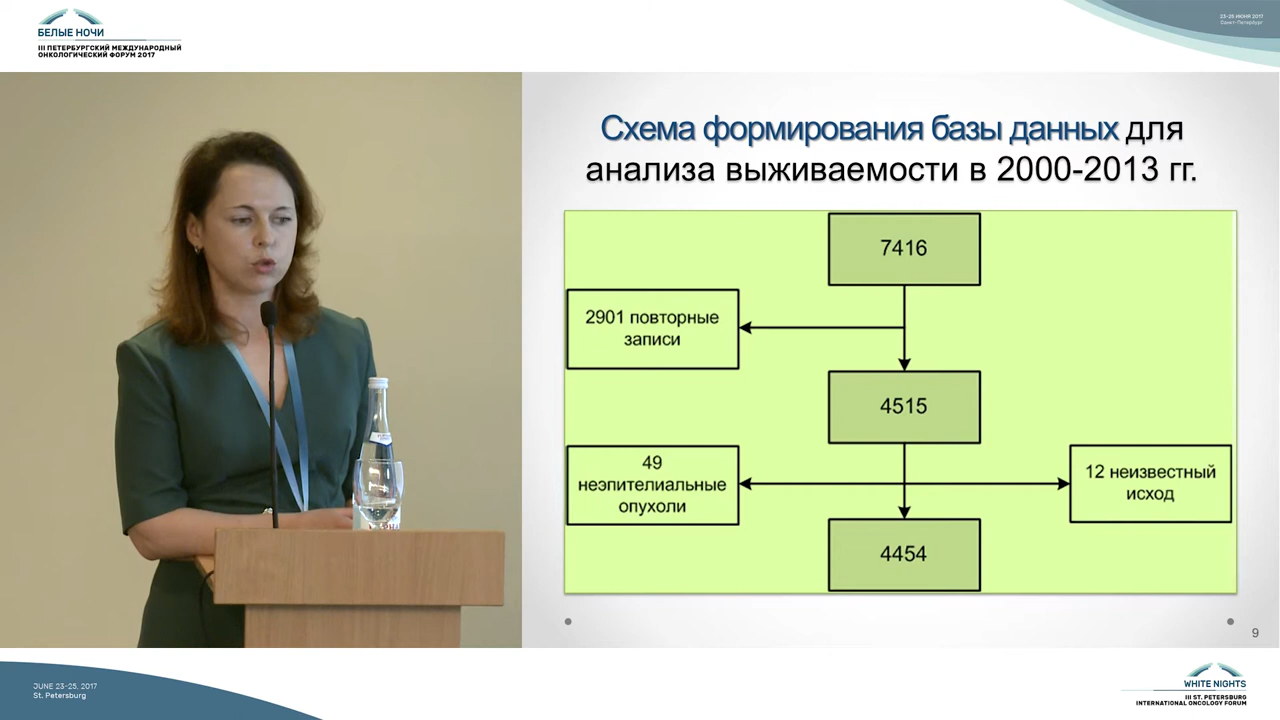 БЕЛЫЕ НОЧИ
III ПЕТЕРБУРГСКИЙ МЕЖДУНАРОДНЫЙ
ОНКОЛОГИЧЕСКИЙ ФОРУМ 2017
23-25 ИЮНЯ 2017
Санкт-Петербург
Схема формирования базы данных для
анализа выживаемости в 2000-2013 гг.
7416
2901 повторные
записи
4515
49
неэпителиальные
опухоли
12 неизвестный
исход
4454
9
JUNE 23-25, 2017
St. Petersburg
WHITE NIGHTS
III ST. PETERSBURG
INTERNATIONAL ONCOLOGY FORUM